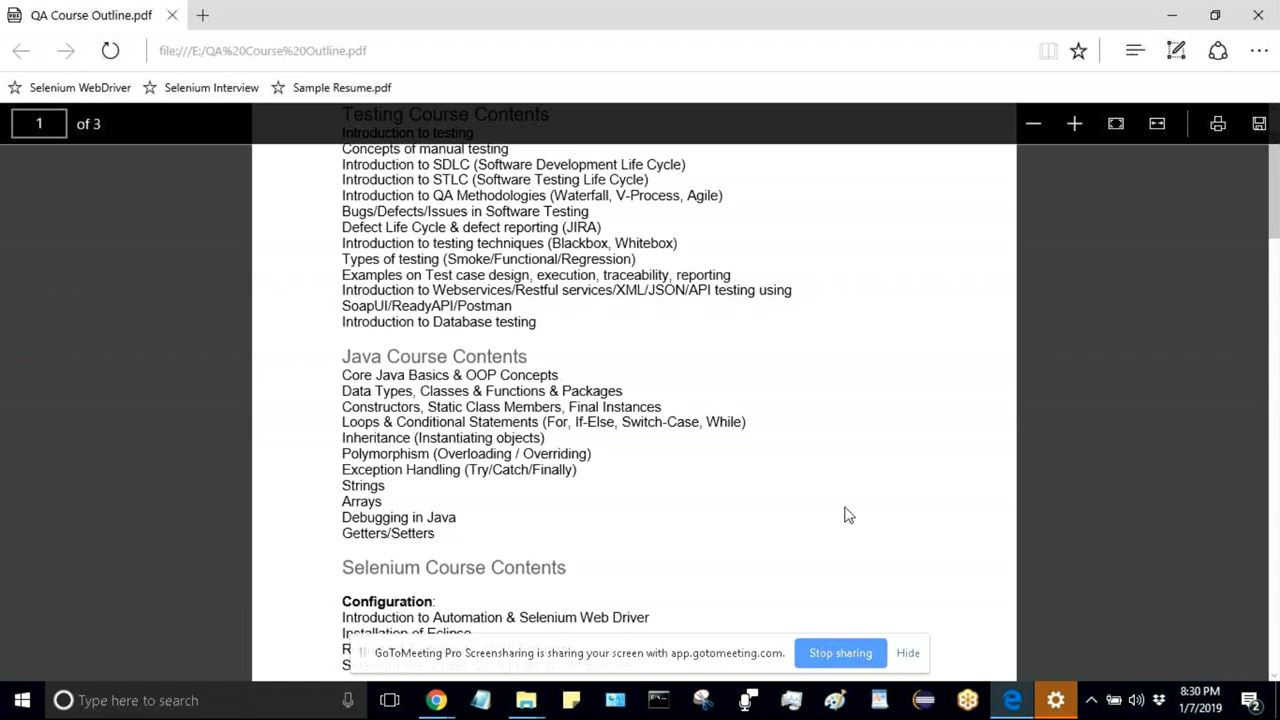 QA Course Outline.pdf
file:///E:/QA%20Course%20Outline.pdf
Selenium WebDriver
Selenium Interview
Sample Resume.pdf
1 of 3
Testing Course Contents
Introduction to testing
Concepts of manual testing
Introduction to SDLC (Software Development Life Cycle)
Introduction to STLC (Software Testing Life Cycle)
Introduction to QA Methodologies (Waterfall, V-Process, Agile)
Bugs/Defects/Issues in Software Testing
Defect Life Cycle & defect reporting (JIRA)
Introduction to testing techniques (Blackbox, Whitebox)
Types of testing (Smoke/Functional/Regression)
Examples on Test case design, execution, traceability, reporting
Introduction to Webservices/Restful services/XML/JSON/API testing using
SoapUI/ReadyAPI/Postman
Introduction to Database testing
Java Course Contents
Core Java Basics & OOP Concepts
Data Types, Classes & Functions & Packages
Constructors, Static Class Members, Final Instances
Loops & Conditional Statements (For, If-Else, Switch-Case, While)
Inheritance (Instantiating objects)
Polymorphism (Overloading / Overriding)
Exception Handling (Try/Catch/Finally)
Strings
Arrays
Debugging in Java
Getters/Setters
Selenium Course Contents
Configuration:
Introduction to Automation & Selenium Web Driver
Installation of Eclipse
GoToMeeting Pro Screensharing is sharing your screen with app.gotomeeting.com.
Stop sharing
Hide
Type here to search
8:30 PM
1/7/2019
2